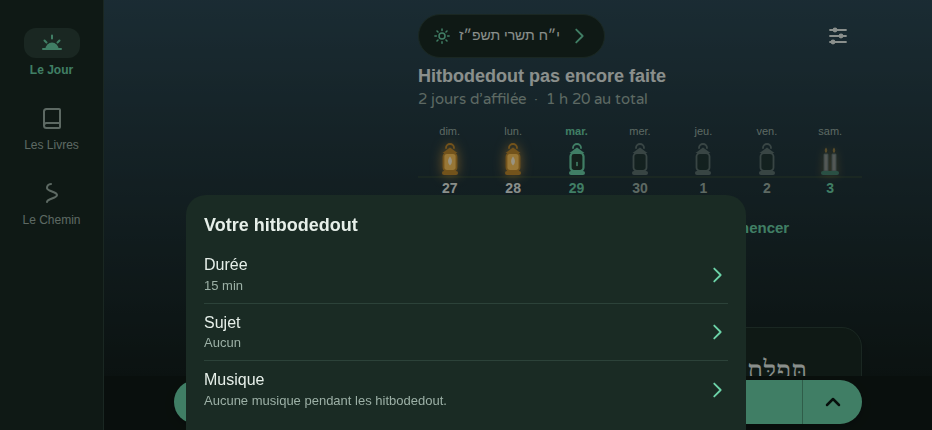 Le Jour
Les Livres
Le Chemin
י״ח תשרי תשפ״ז
Hitbodedout pas encore faite
2 jours d'affilée · 1 h 20 au total
dim. lun. mar. mer. jeu. ven. sam.
27 28 29 30 1 2 3
Votre hitbodedout
Durée
15 min
Sujet
Aucun
Musique
Aucune musique pendant les hitbodedout.